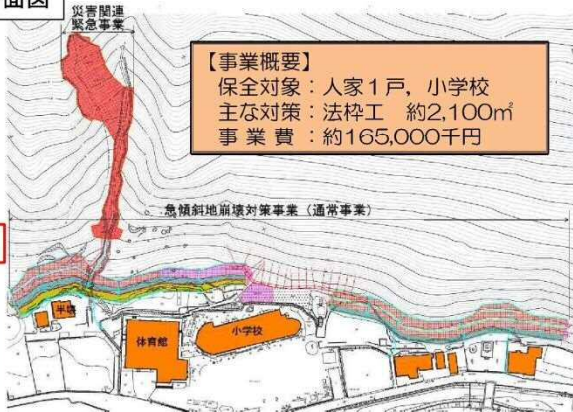 面図
災害関連
緊急事業
【事業概要】
保全対象：人家１戸，小学校
主な対策：法枠工　約2,100㎡
事 業 費 ：約165,000千円
急傾斜地崩壊対策事業（通常事業）
半壊
体育館
小学校